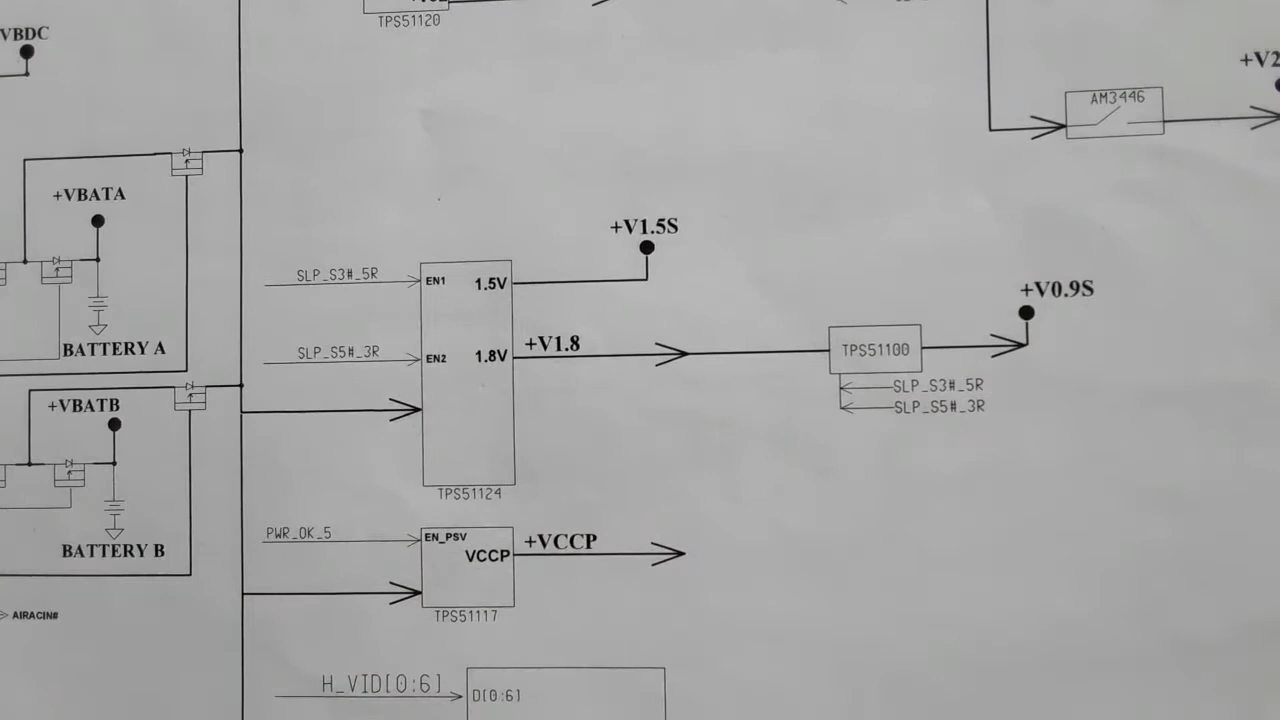 TPS51120
VBDC
+V2
AM3446
+VBATA
+V1.5S
SLP_S3#_5R
EN1
1.5V
+V0.9S
SLP_S5#_3R
EN2
1.8V
+V1.8
TPS51100
BATTERY A
SLP_S3#_5R
SLP_S5#_3R
+VBATB
TPS51124
PWR_OK_5
EN_PSV
VCCP
+VCCP
BATTERY B
TPS51117
AIRACIN#
H_VID[0:6]
D[0:6]